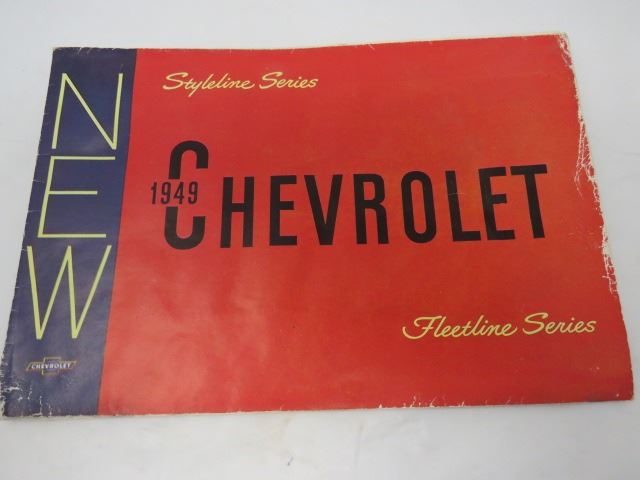 NEW
Styleline Series
1949
CHEVROLET
Fleetline Series
CHEVROLET